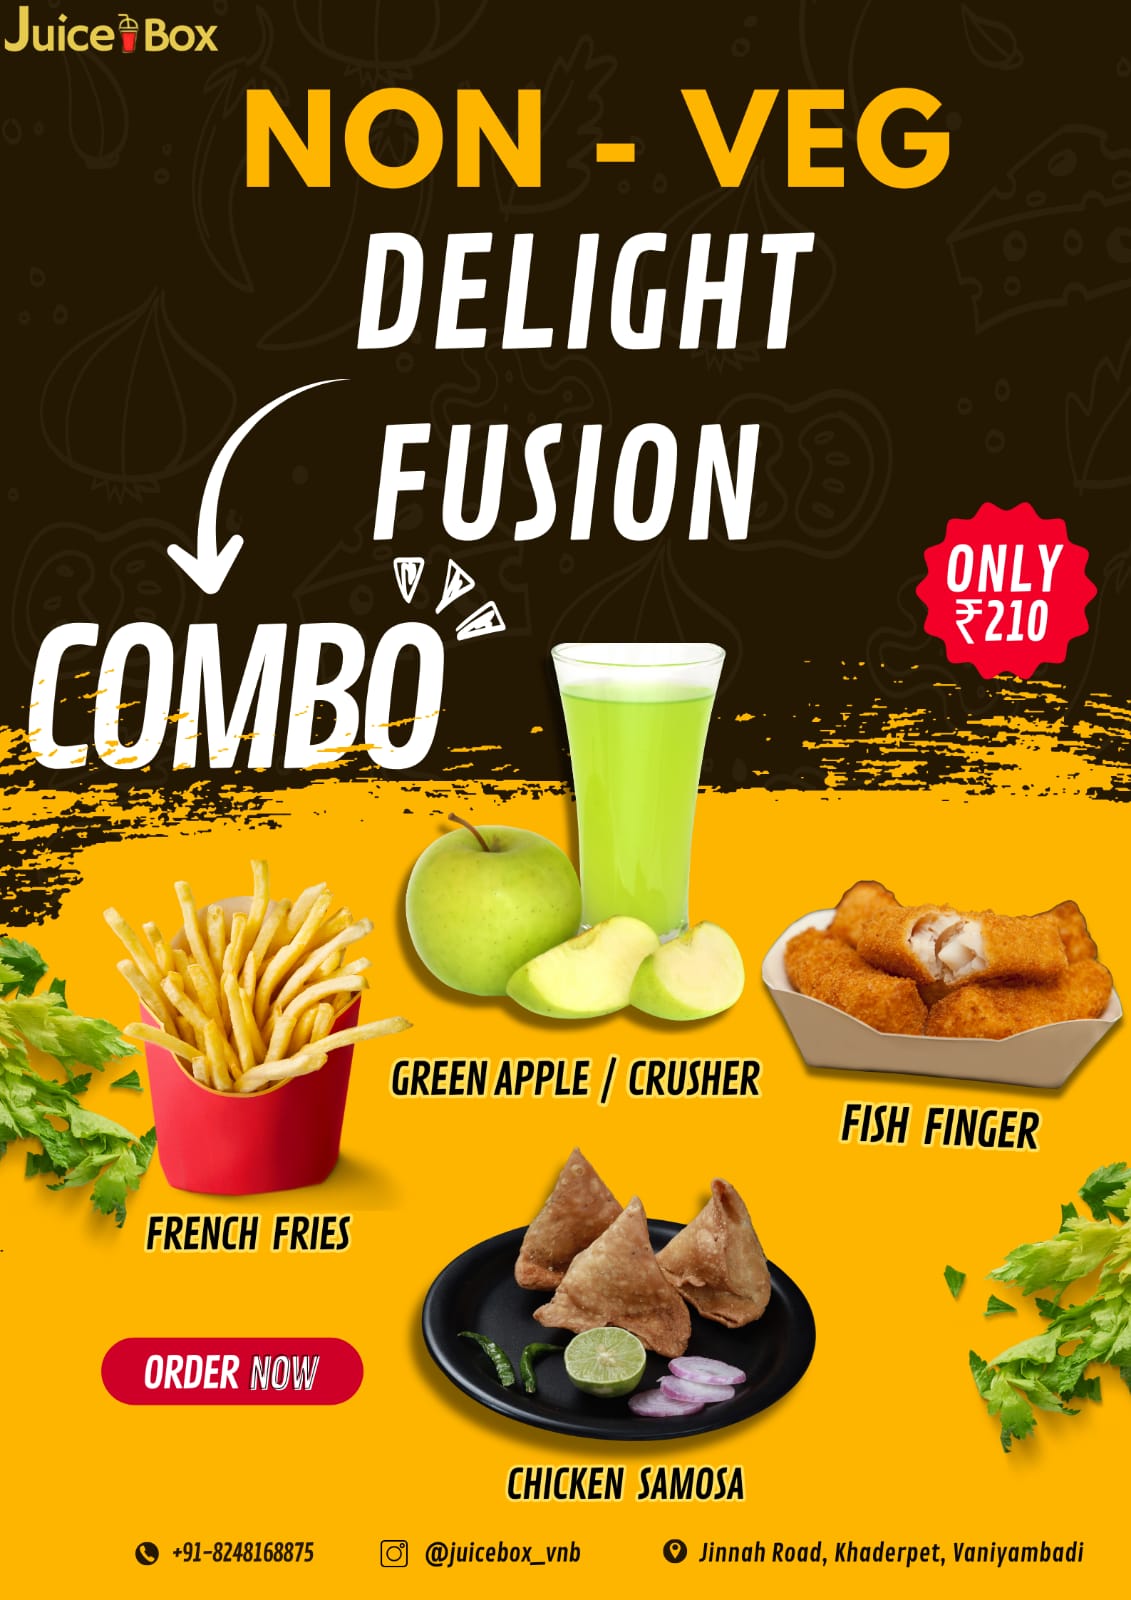 Juice Box
NON - VEG
DELIGHT
FUSION
COMBO
ONLY
₹210
GREEN APPLE / CRUSHER
FISH FINGER
FRENCH FRIES
ORDER NOW
CHICKEN SAMOSA
+91-8248168875
@juicebox_vnb
Jinnah Road, Khaderpet, Vaniyambadi